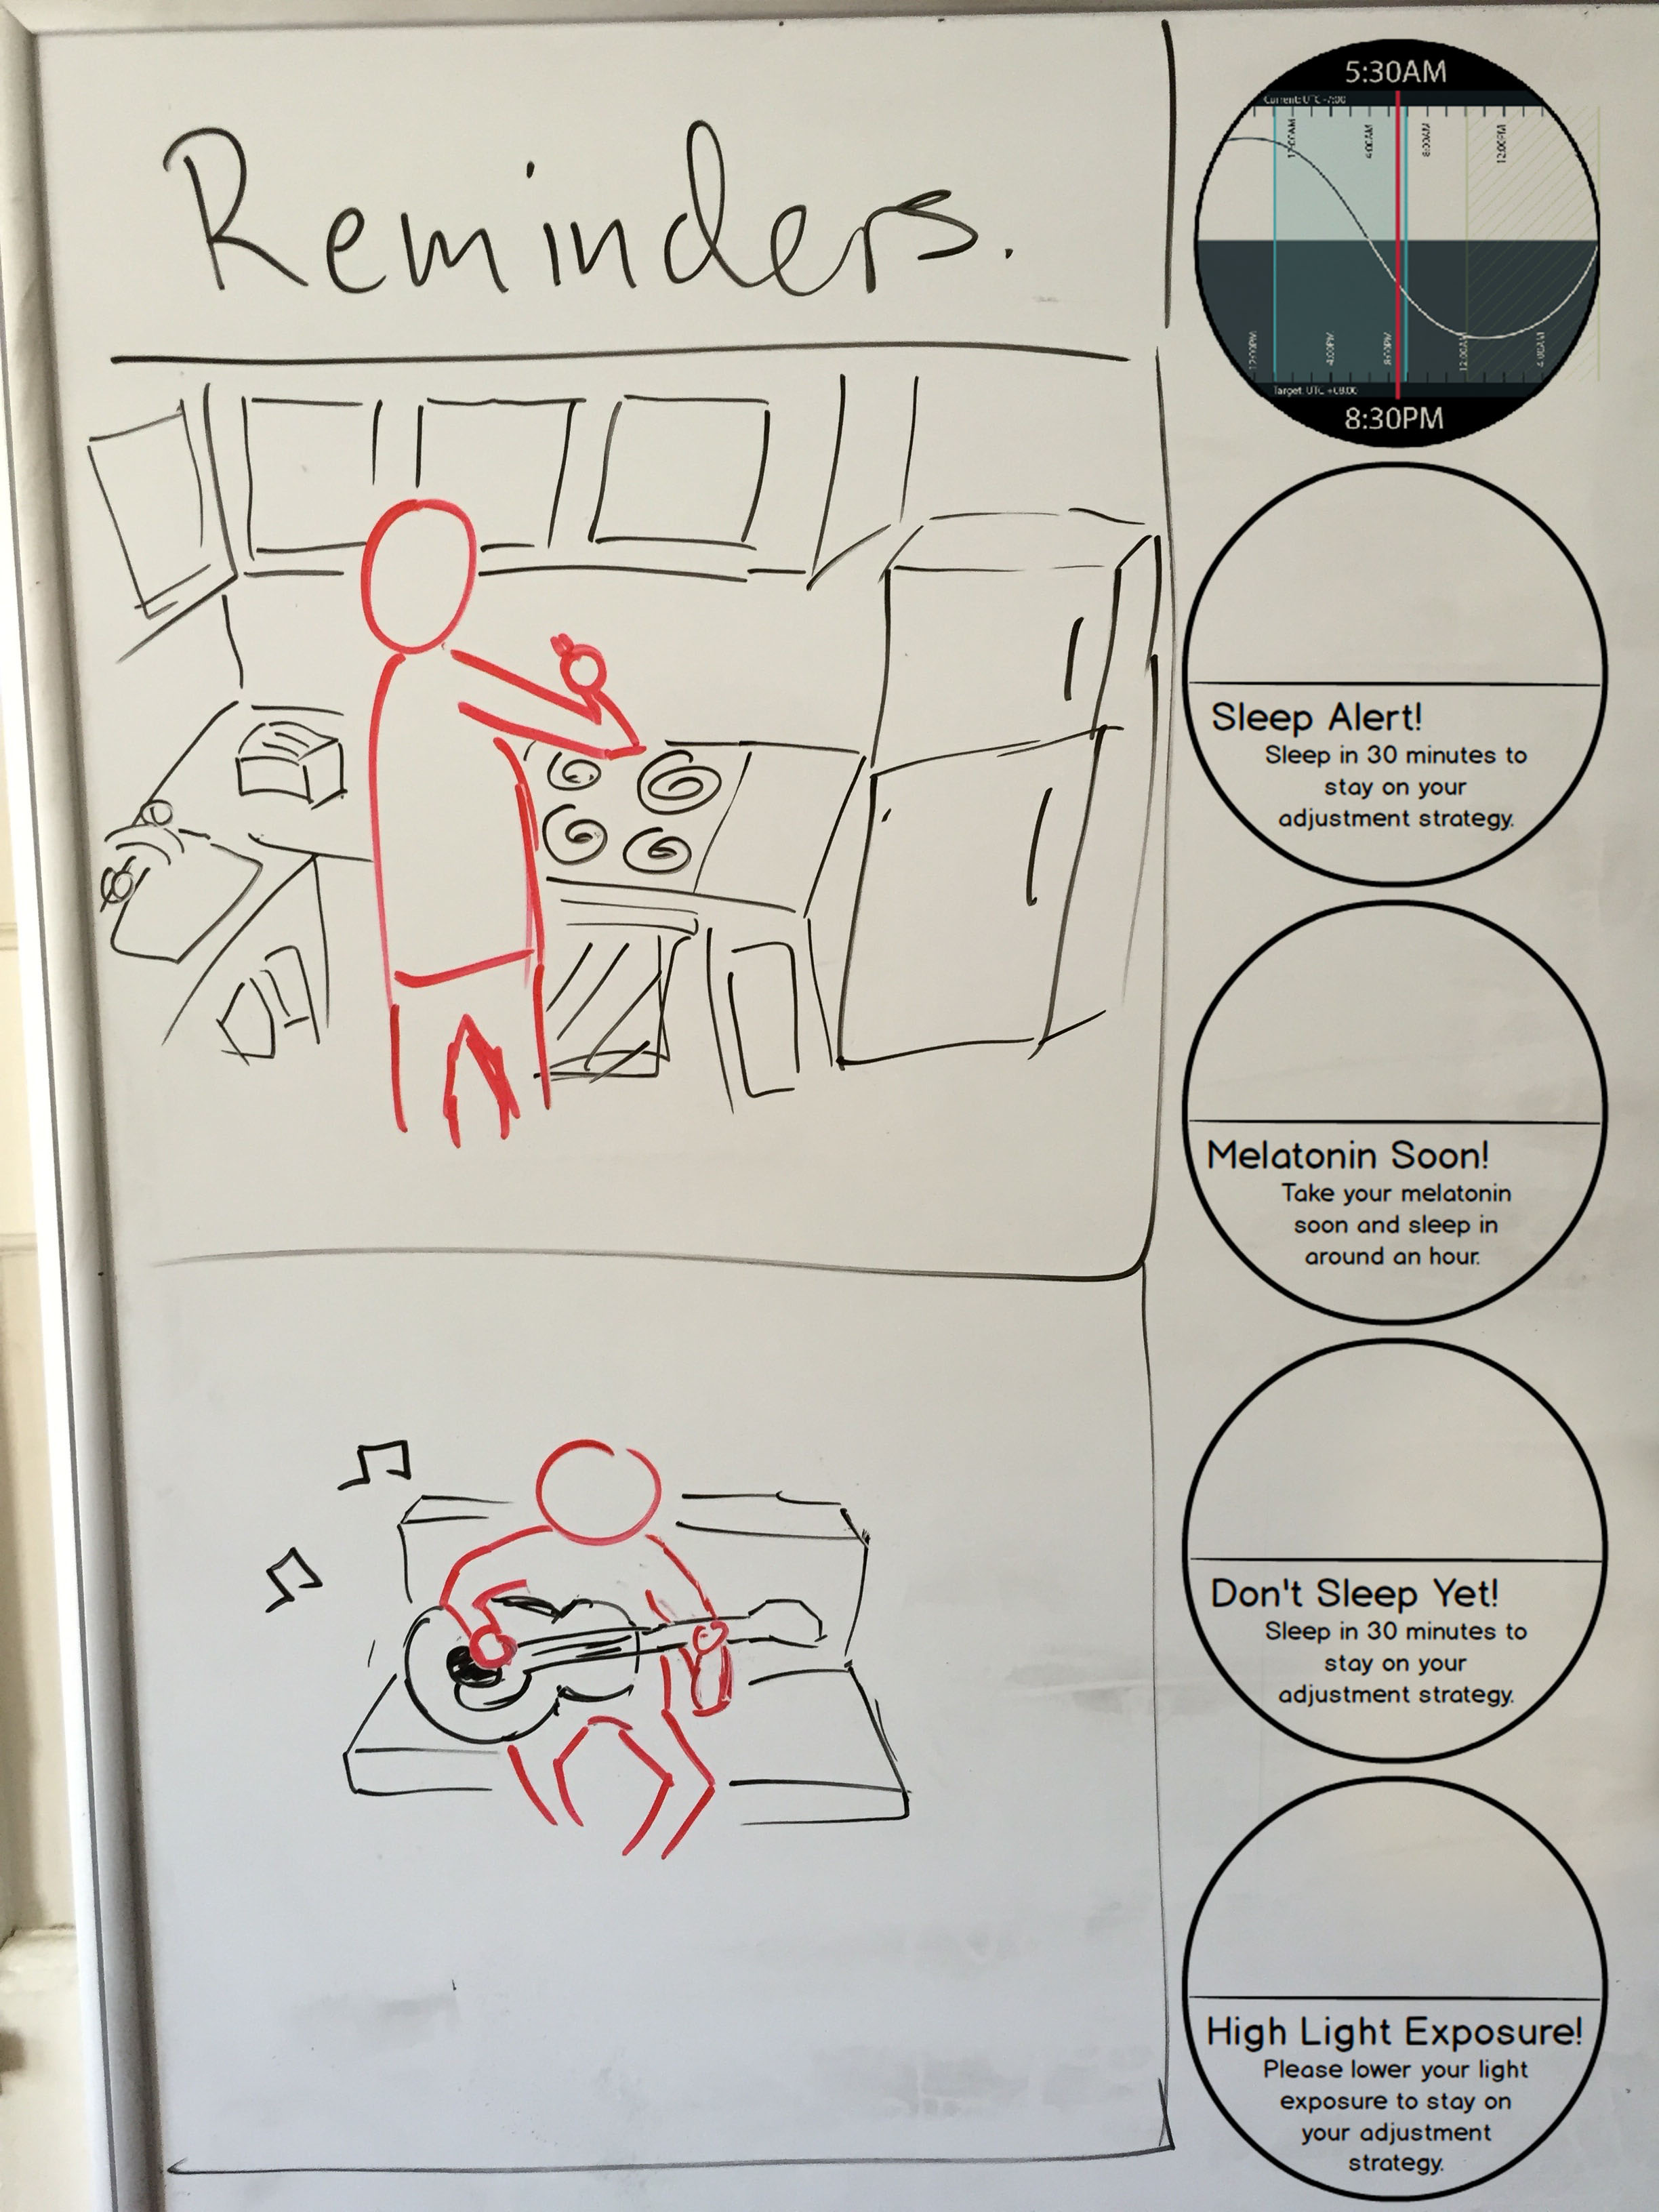 Reminders.
5:30AM
Current: UTC -7:00
12:00AM
4:00AM
8:00AM
12:00PM
12:00PM
4:00PM
8:00PM
12:00AM
4:00AM
Target: UTC +08:00
8:30PM
Sleep Alert!
Sleep in 30 minutes to
stay on your
adjustment strategy.
Melatonin Soon!
Take your melatonin
soon and sleep in
around an hour.
Don't Sleep Yet!
Sleep in 30 minutes to
stay on your
adjustment strategy.
High Light Exposure!
Please lower your light
exposure to stay on
your adjustment
strategy.